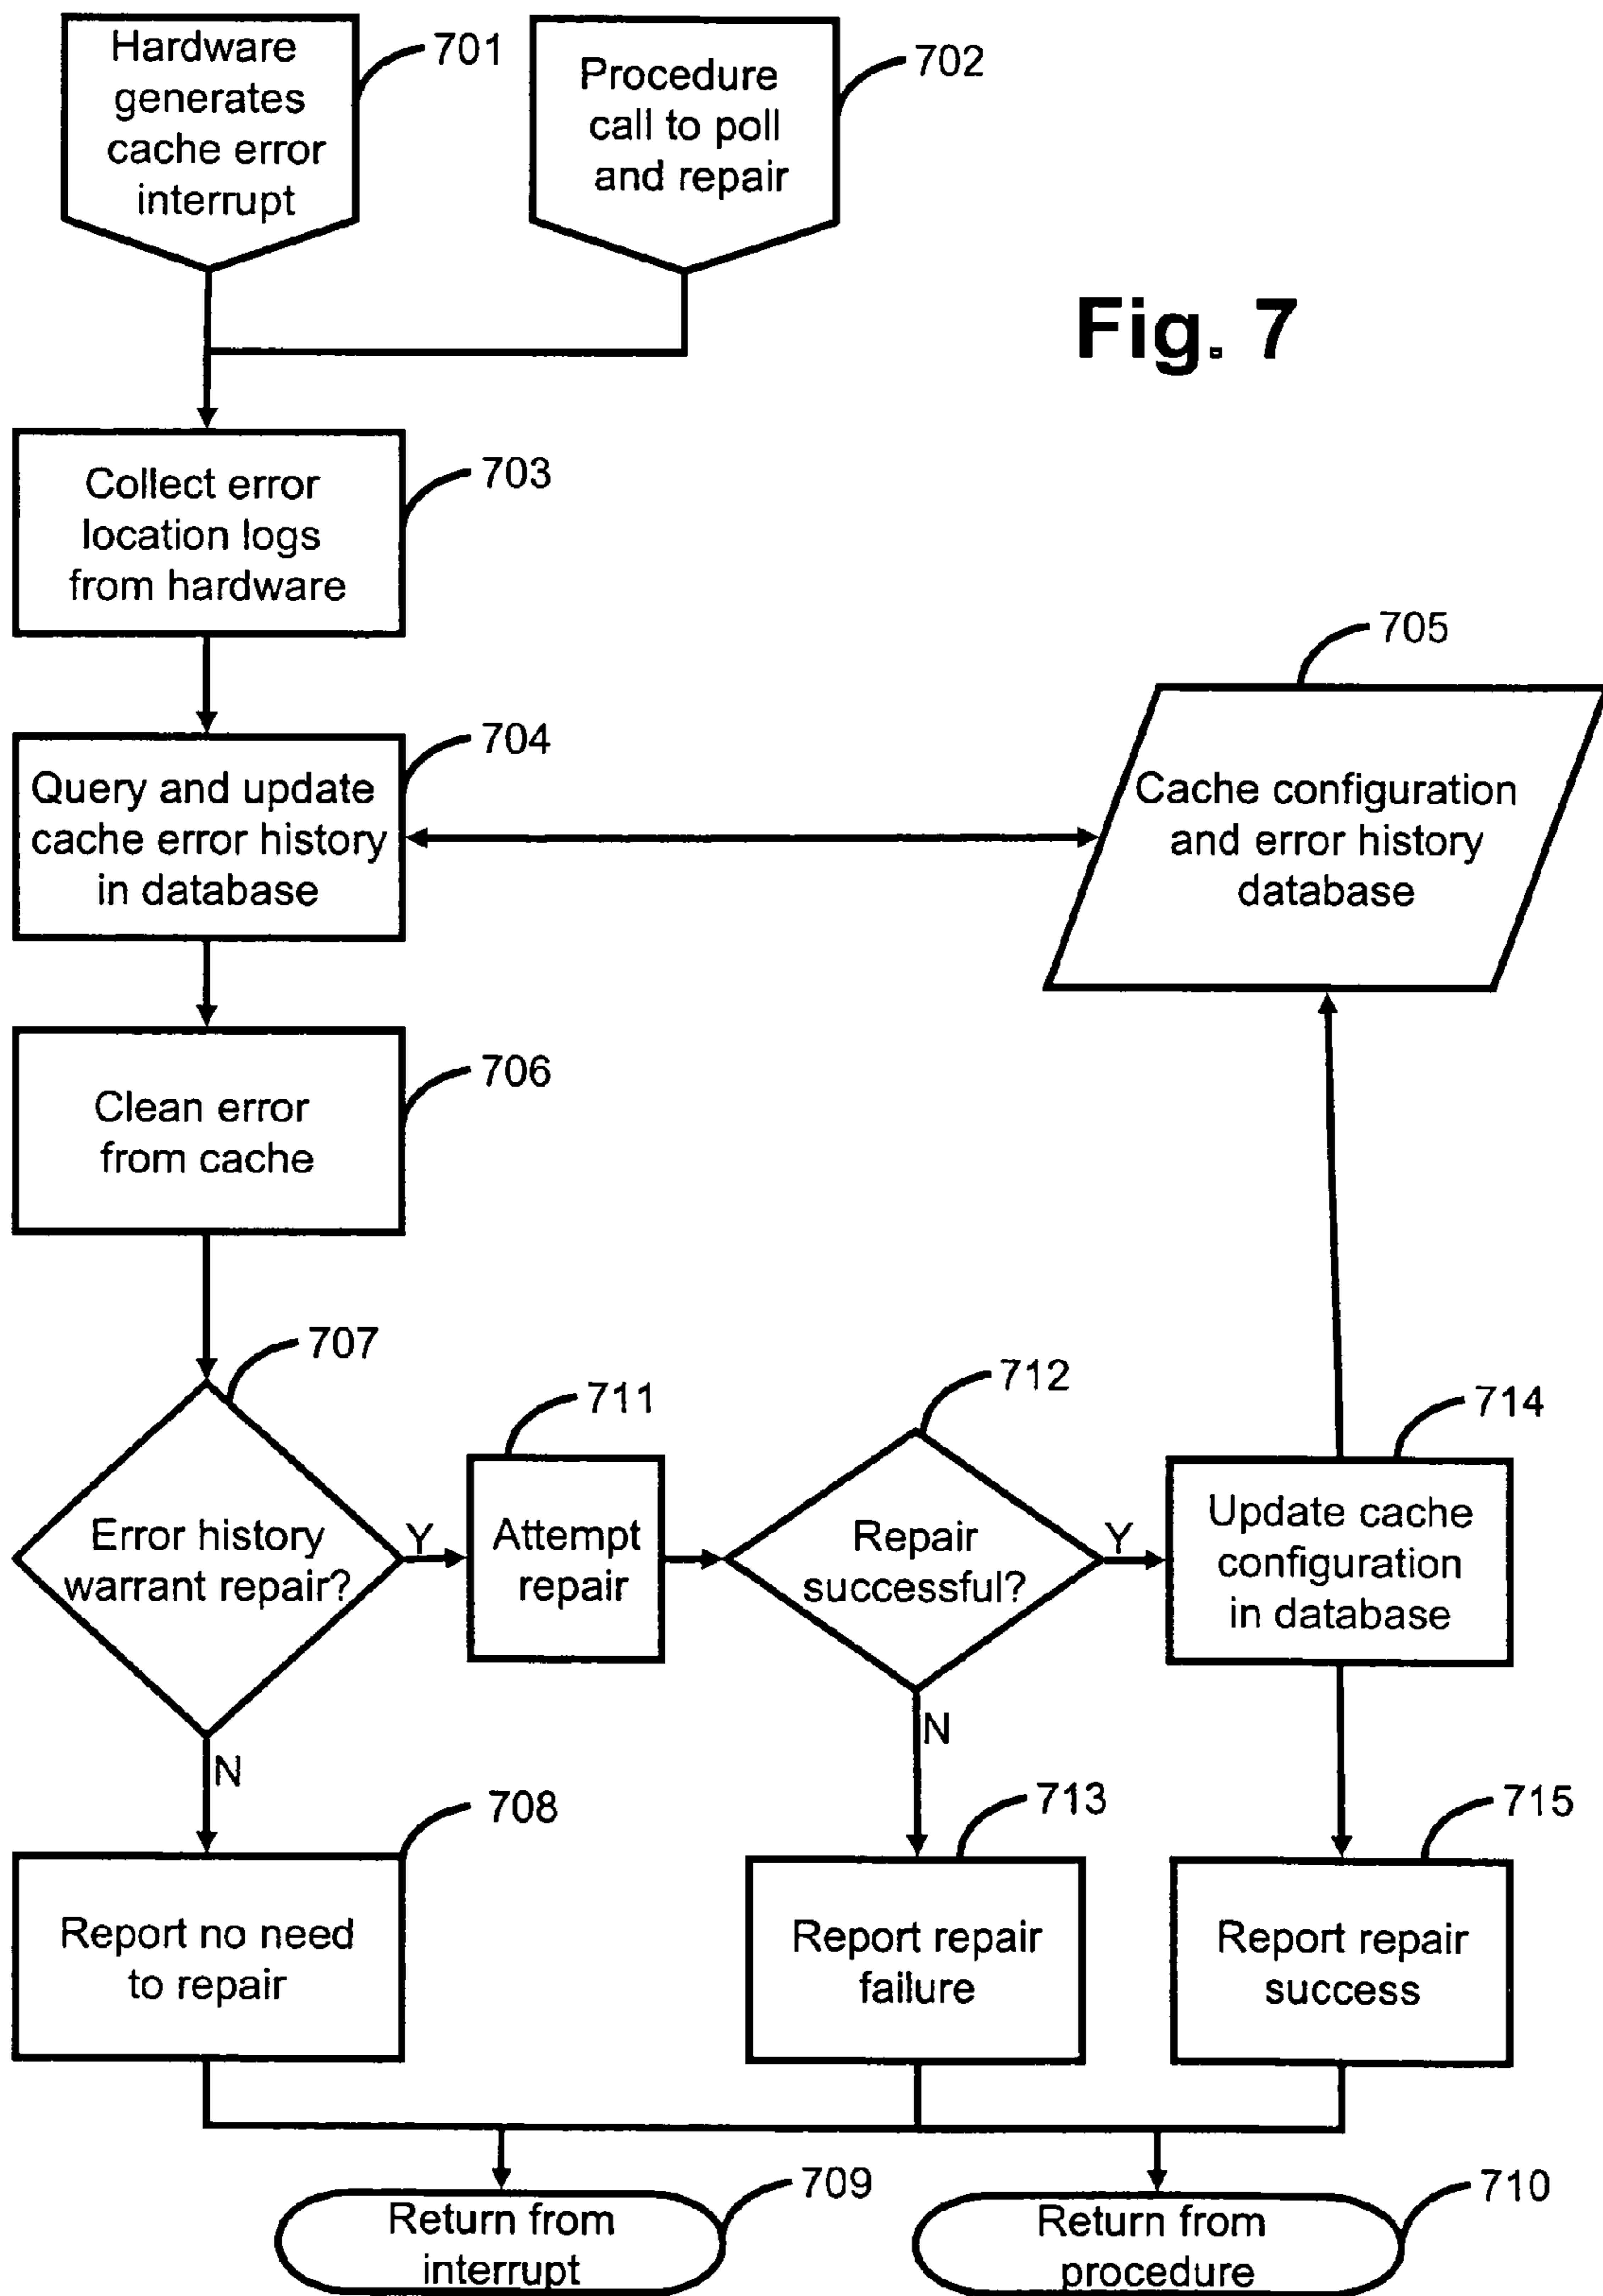 Hardware
generates
cache error
interrupt
701
Procedure
call to poll
and repair
702
Fig. 7
Collect error
location logs
from hardware
703
Query and update
cache error history
in database
704
Cache configuration
and error history
database
705
Clean error
from cache
706
Error history
warrant repair?
707
Y
N
Attempt
repair
711
Repair
successful?
712
Y
N
Update cache
configuration
in database
714
Report no need
to repair
708
Report repair
failure
713
Report repair
success
715
Return from
interrupt
709
Return from
procedure
710